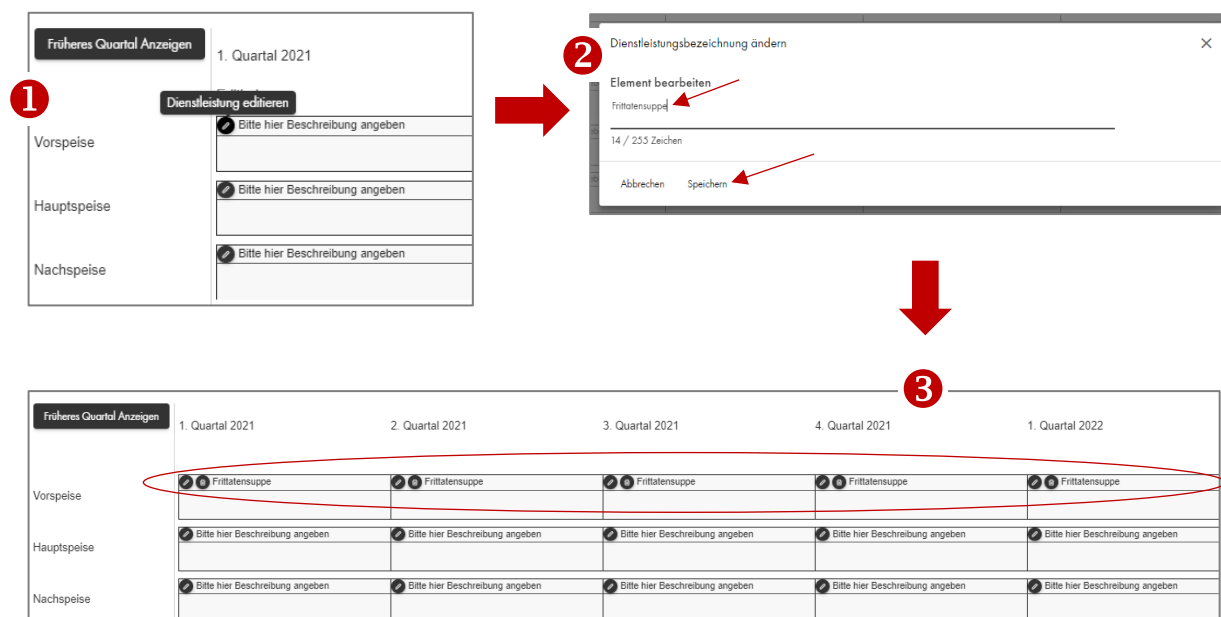 Früheres Quartal Anzeigen
1. Quartal 2021
1
Dienstleistung editieren
Vorspeise
Bitte hier Beschreibung angeben
Hauptspeise
Bitte hier Beschreibung angeben
Nachspeise
Bitte hier Beschreibung angeben
2
Dienstleistungsbezeichnung ändern
Element bearbeiten
Frittatensuppe
14 / 255 Zeichen
Abbrechen Speichern
3
Früheres Quartal Anzeigen
1. Quartal 2021 2. Quartal 2021 3. Quartal 2021 4. Quartal 2021 1. Quartal 2022
Vorspeise
Frittatensuppe Frittatensuppe Frittatensuppe Frittatensuppe Frittatensuppe
Hauptspeise
Bitte hier Beschreibung angeben Bitte hier Beschreibung angeben Bitte hier Beschreibung angeben Bitte hier Beschreibung angeben Bitte hier Beschreibung angeben
Nachspeise
Bitte hier Beschreibung angeben Bitte hier Beschreibung angeben Bitte hier Beschreibung angeben Bitte hier Beschreibung angeben Bitte hier Beschreibung angeben